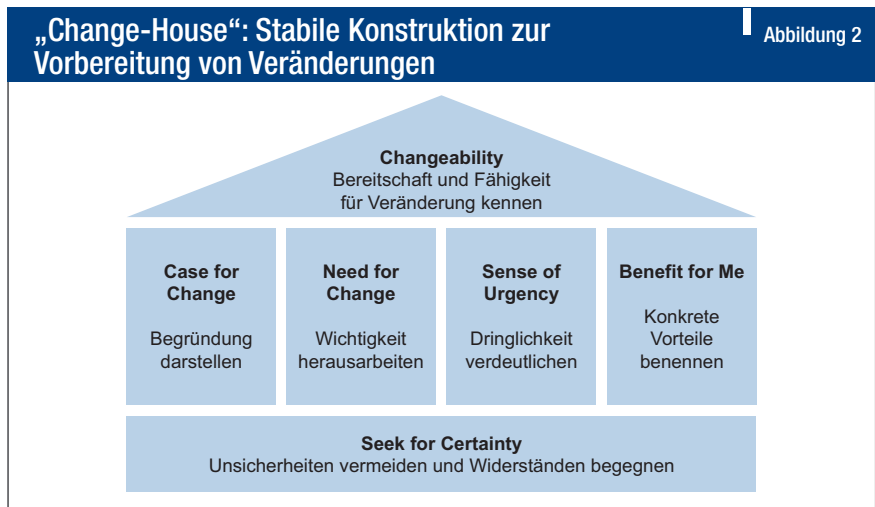 „Change-House“: Stabile Konstruktion zur
Vorbereitung von Veränderungen
Abbildung 2
Changeability
Bereitschaft und Fähigkeit
für Veränderung kennen
Case for
Change
Begründung
darstellen
Need for
Change
Wichtigkeit
herausarbeiten
Sense of
Urgency
Dringlichkeit
verdeutlichen
Benefit for Me
Konkrete
Vorteile
benennen
Seek for Certainty
Unsicherheiten vermeiden und Widerständen begegnen